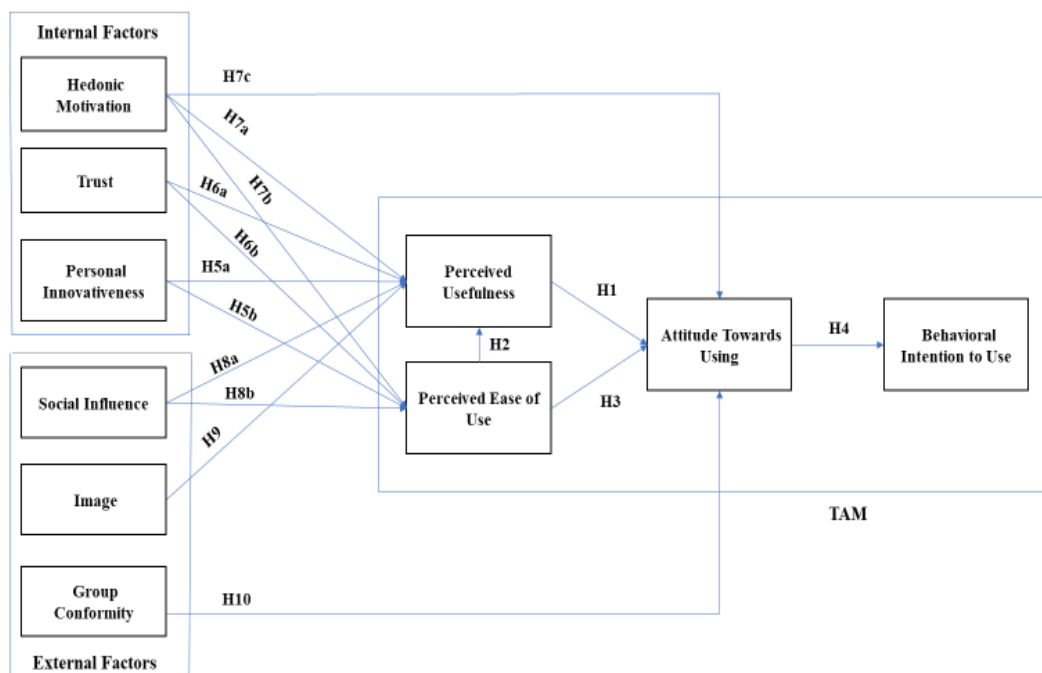 Internal Factors
Hedonic
Motivation
H7c
H7a
Trust
H6a
H7b
H6b
Personal
Innovativeness
H5a
H5b
Perceived
Usefulness
H1
H2
Attitude Towards
Using
H4
Behavioral
Intention to Use
Social Influence
H8a
H8b
Perceived Ease of
Use
H3
H9
Image
TAM
Group
Conformity
H10
External Factors